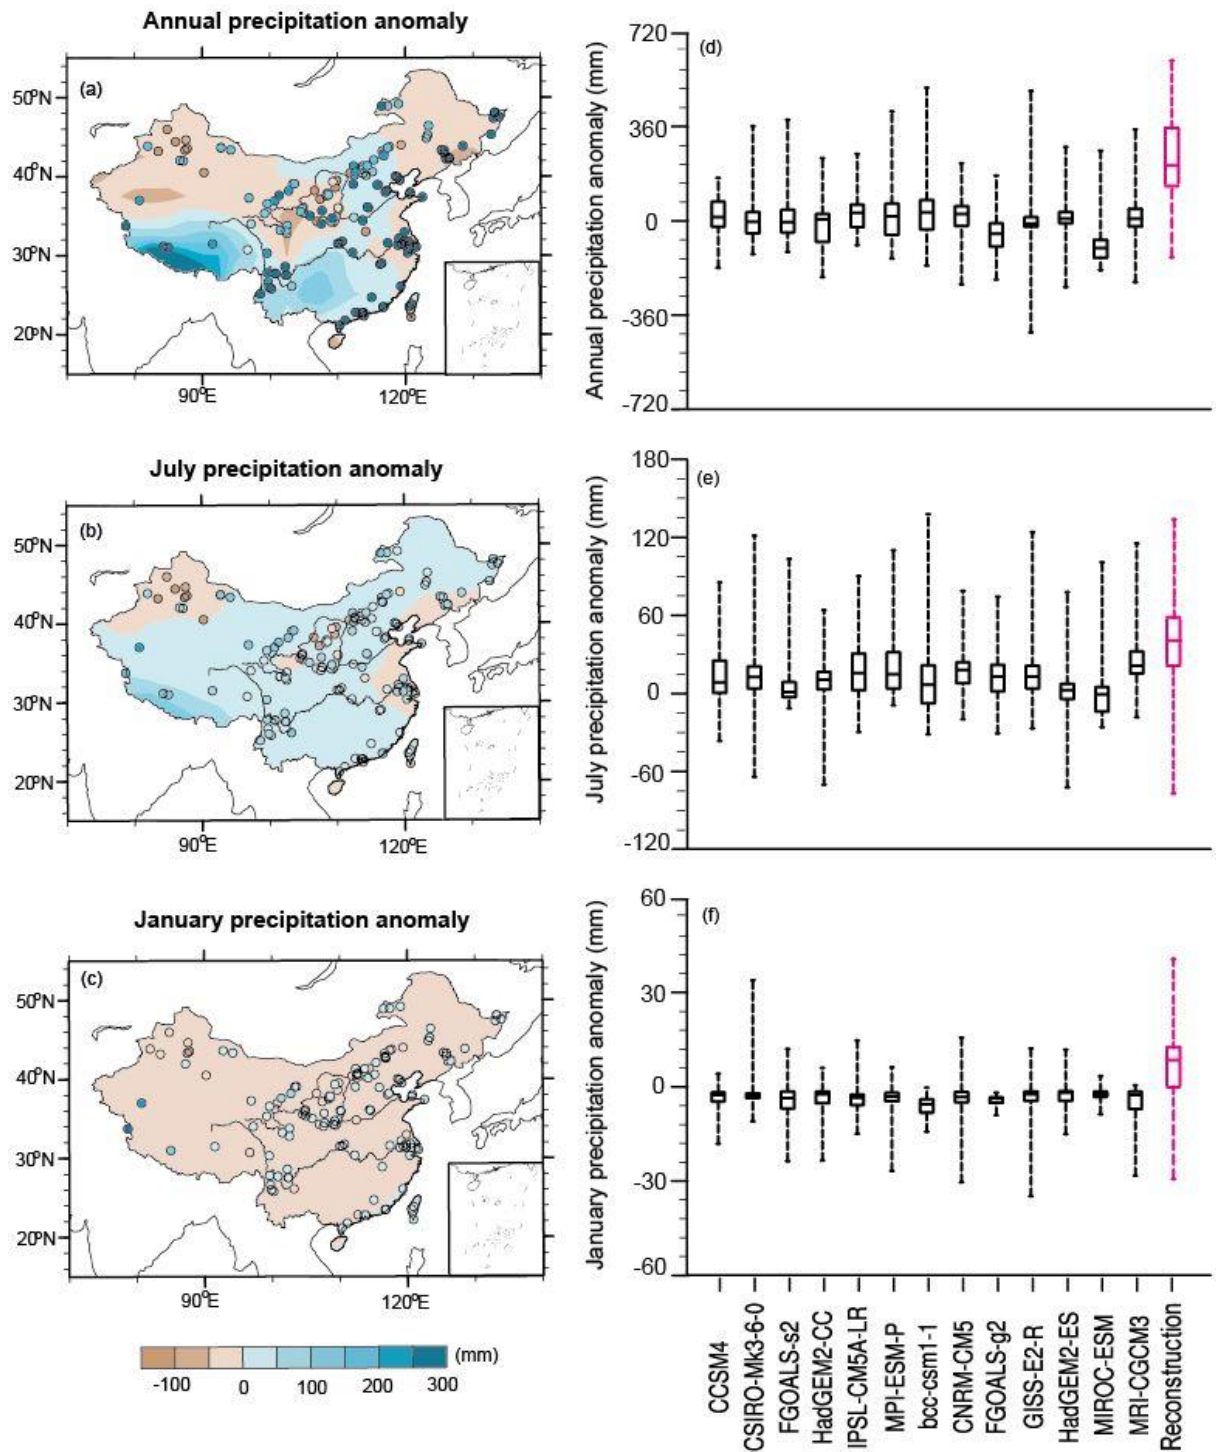 Annual precipitation anomaly
(a)
50°N
40°N
30°N
20°N
90°E
120°E
Annual precipitation anomaly (mm)
(d)
720
360
0
-360
-720
July precipitation anomaly
(b)
50°N
40°N
30°N
20°N
90°E
120°E
July precipitation anomaly (mm)
(e)
180
120
60
0
-60
-120
January precipitation anomaly
(c)
50°N
40°N
30°N
20°N
90°E
120°E
January precipitation anomaly (mm)
(f)
60
30
0
-30
-60
-100
0
100
200
300
(mm)
CCSM4
CSIRO-Mk3-6-0
FGOALS-s2
HadGEM2-CC
IPSL-CM5A-LR
MPI-ESM-P
bcc-csm1-1
CNRM-CM5
FGOALS-g2
GISS-E2-R
HadGEM2-ES
MIROC-ESM
MRI-CGCM3
Reconstruction